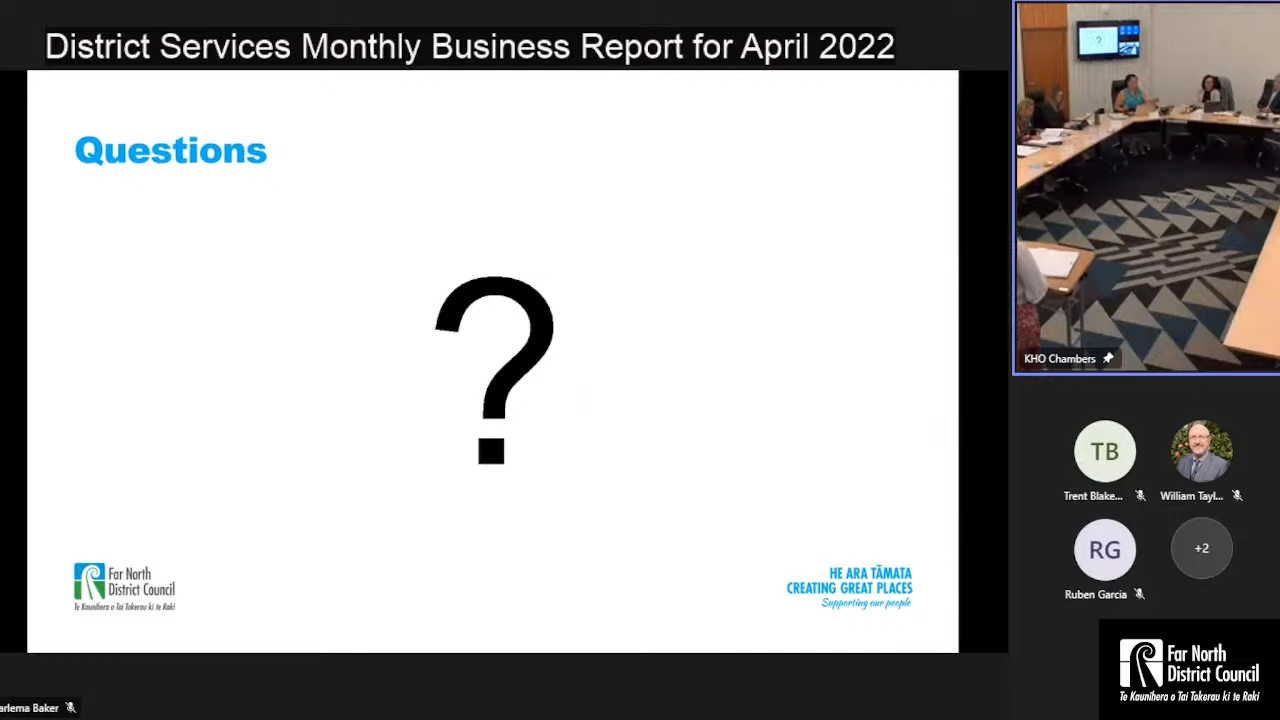 District Services Monthly Business Report for April 2022
Questions
?
Far North
District Council
Te Kaunihera o Tai Tokerau ki te Raki
HE ARA TĀMATA
CREATING GREAT PLACES
Supporting our people
KHO Chambers
TB
Trent Blake...
William Tayl...
RG
Ruben Garcia
+2
arlema Baker
Far North
District Council
Te Kaunihera o Tai Tokerau ki te Raki